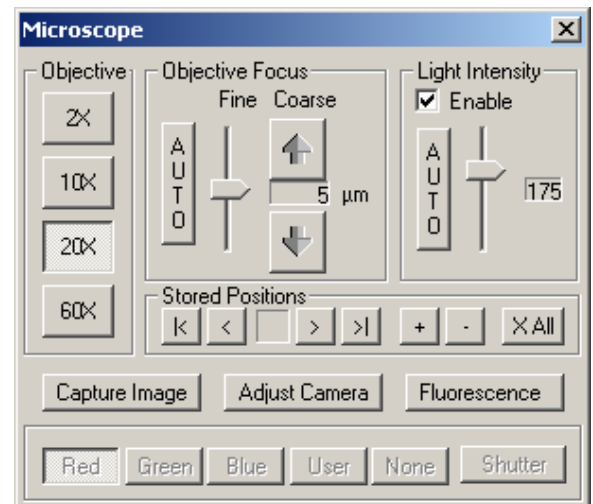 Microscope
Objective
2X
10X
20X
60X
Objective Focus
Fine Coarse
AUTO
5 µm
Light Intensity
Enable
AUTO
175
Stored Positions
|< < > >| + - X All
Capture Image Adjust Camera Fluorescence
Red Green Blue User None Shutter